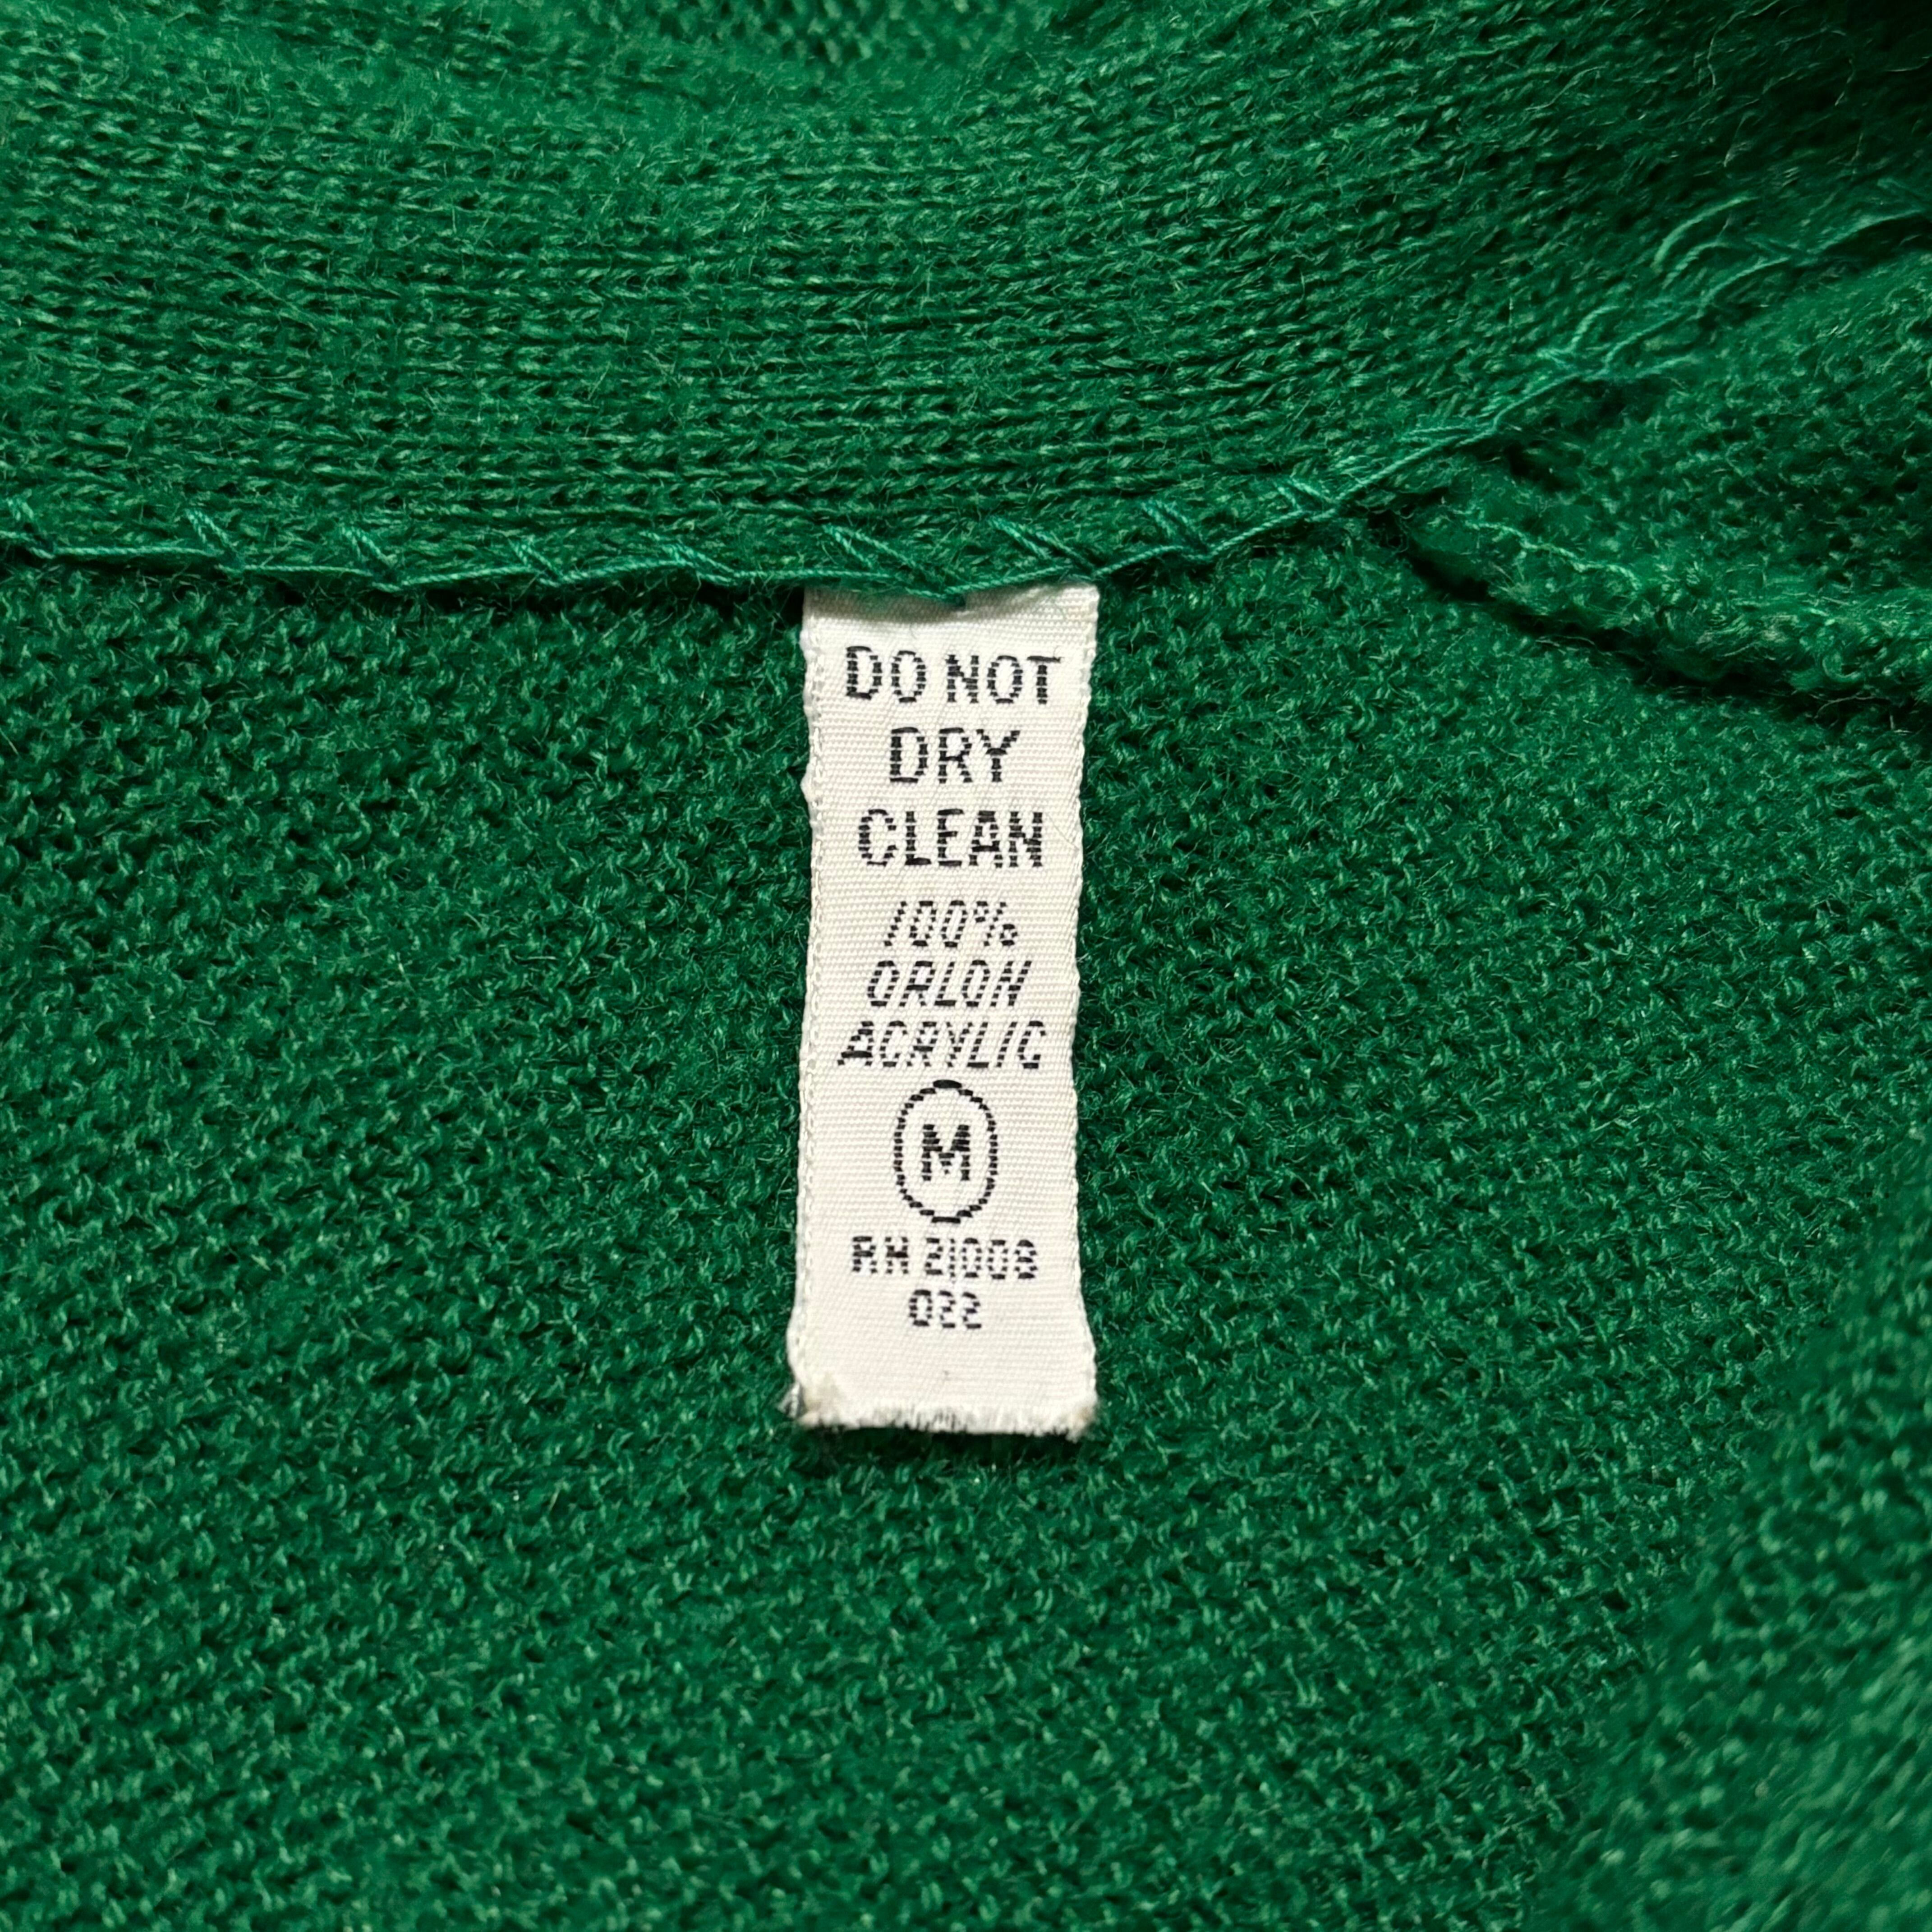 DO NOT
DRY
CLEAN
100%
ORLON
ACRYLIC
M
RN 21008
022